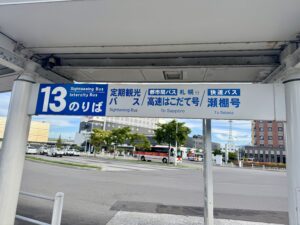 13のりば
Sightseeing Bus
Intercity Bus
定期観光
バス
Sightseeing Bus
都市間バス 札幌行
高速はこだて号
To Sapporo
快速バス
瀬棚号
To Setana